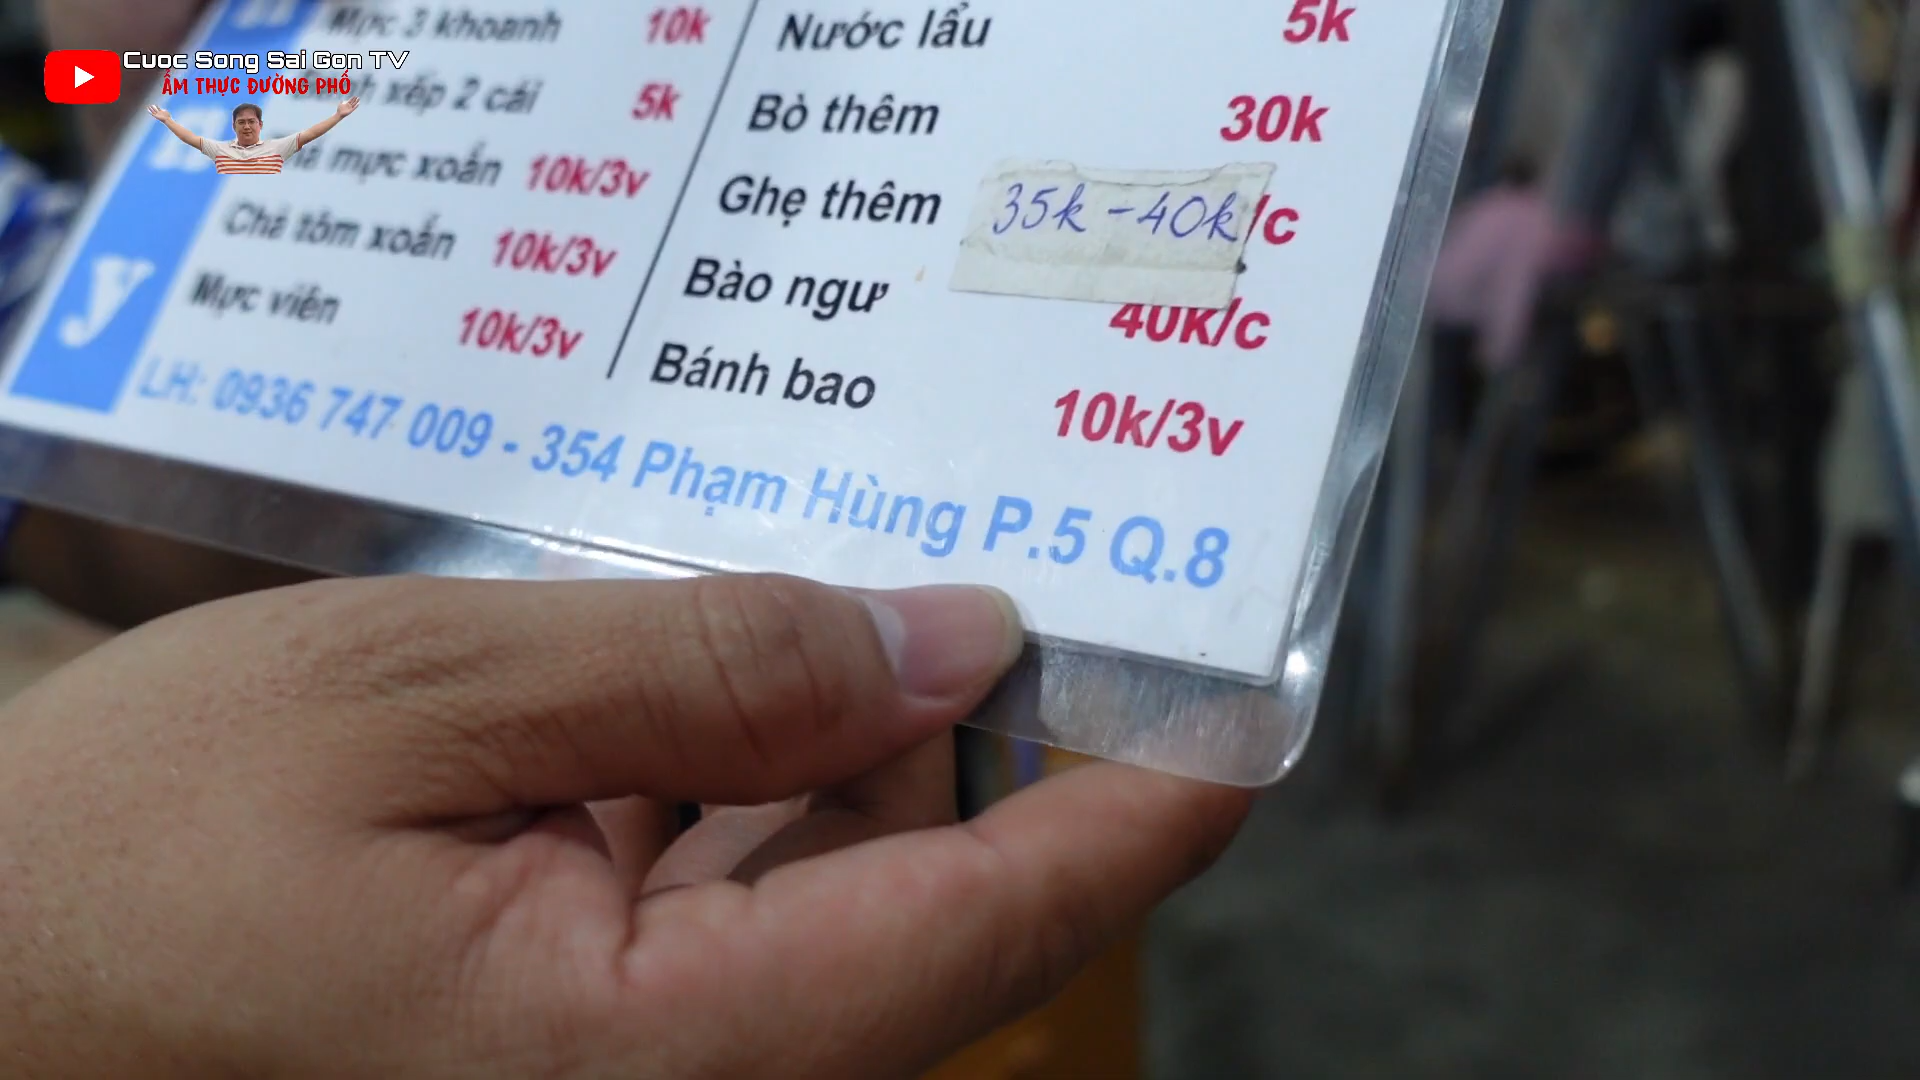 Cuoc Song Sai Gon TV
ẨM THỰC ĐƯỜNG PHỐ
Mực 3 khoanh 10k
xếp 2 cái 5k
mực xoắn 10k/3v
Chả tôm xoắn 10k/3v
Mực viên 10k/3v
Nước lẩu 5k
Bò thêm 30k
Ghẹ thêm 35k - 40k/c
Bào ngư 40k/c
Bánh bao 10k/3v
y
LH: 0936 747 009 - 354 Phạm Hùng P.5 Q.8